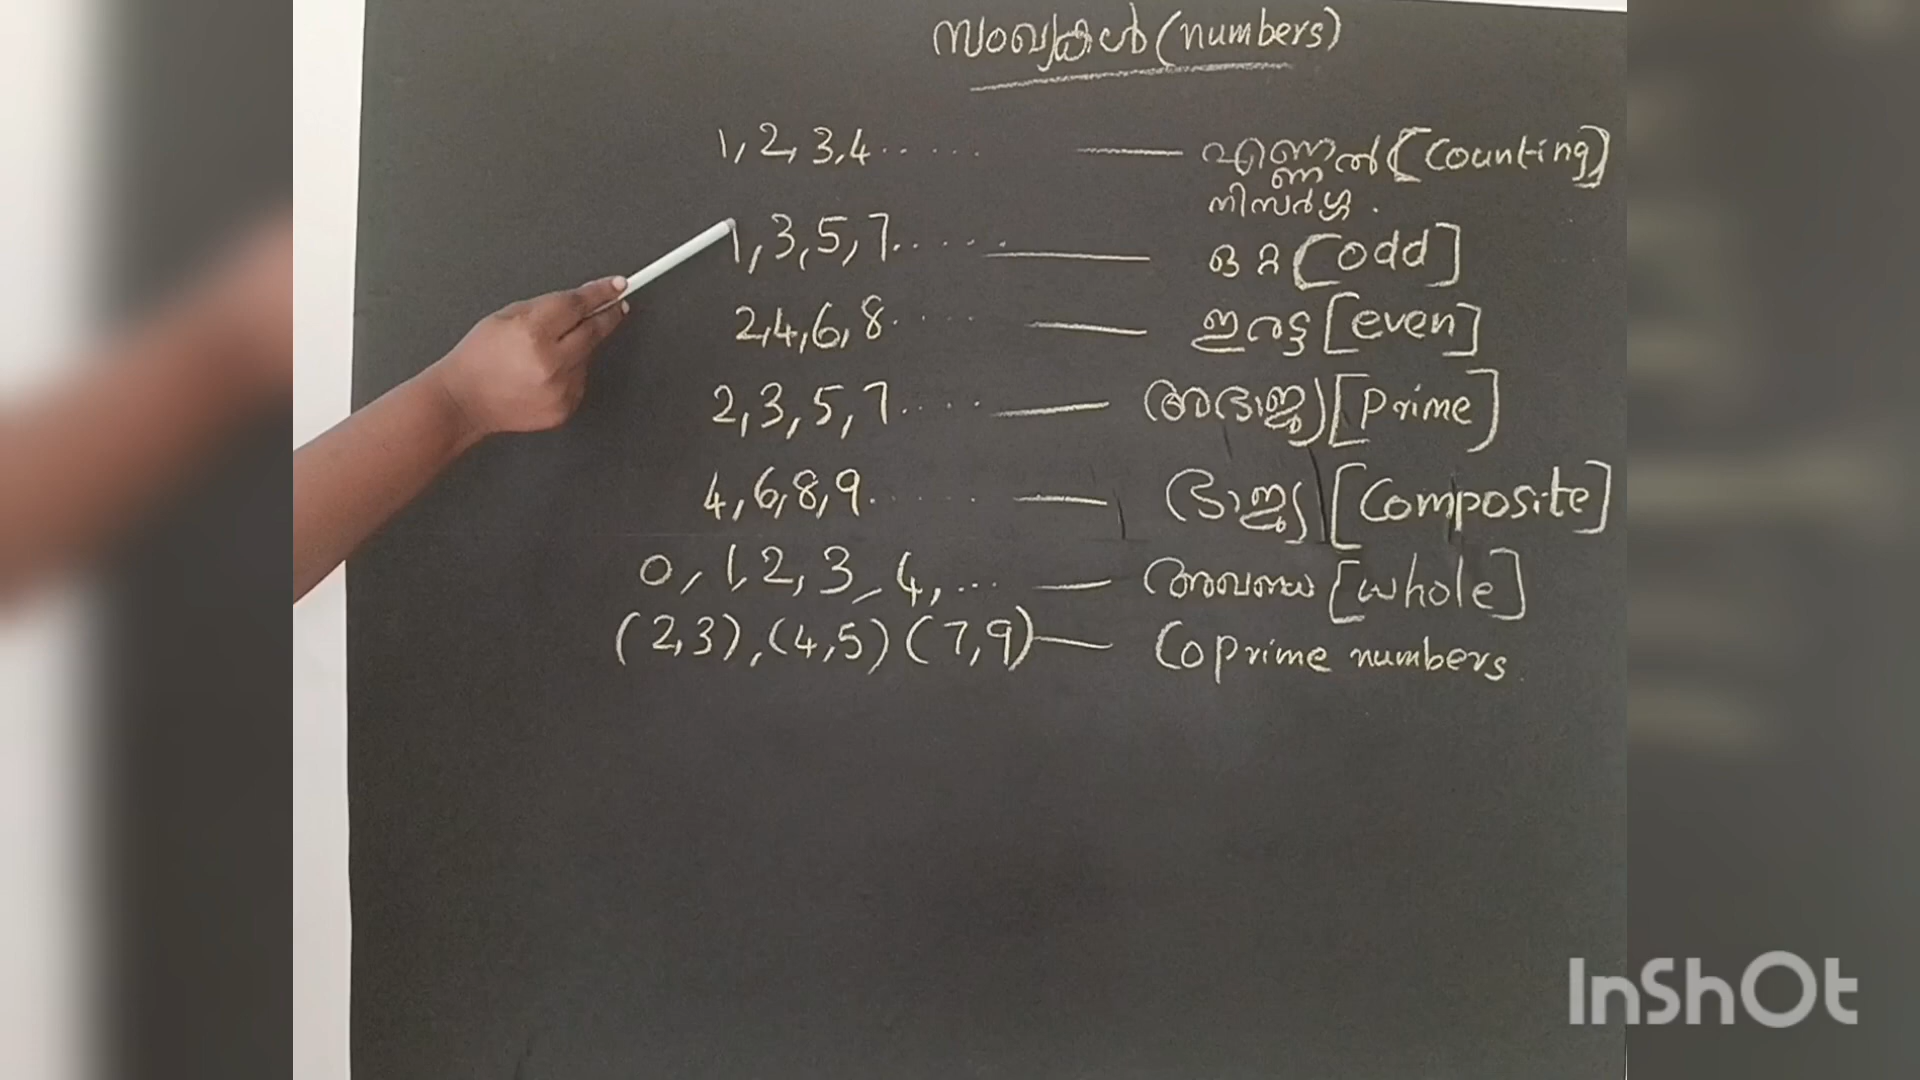 സംഖ്യകൾ (numbers)
1, 2, 3, 4 ..... — എണ്ണൽ [Counting]
നിസർഗ്ഗ.
1, 3, 5, 7 ..... — ഒറ്റ [odd]
2, 4, 6, 8 .... — ഇരട്ട [even]
2, 3, 5, 7 ..... — അഭാജ്യ [Prime]
4, 6, 8, 9 ..... — ഭാജ്യ [Composite]
0, 1, 2, 3, 4, ... — അഖണ്ഡ [whole]
(2,3), (4,5) (7,9) — Coprime numbers.
InShOt